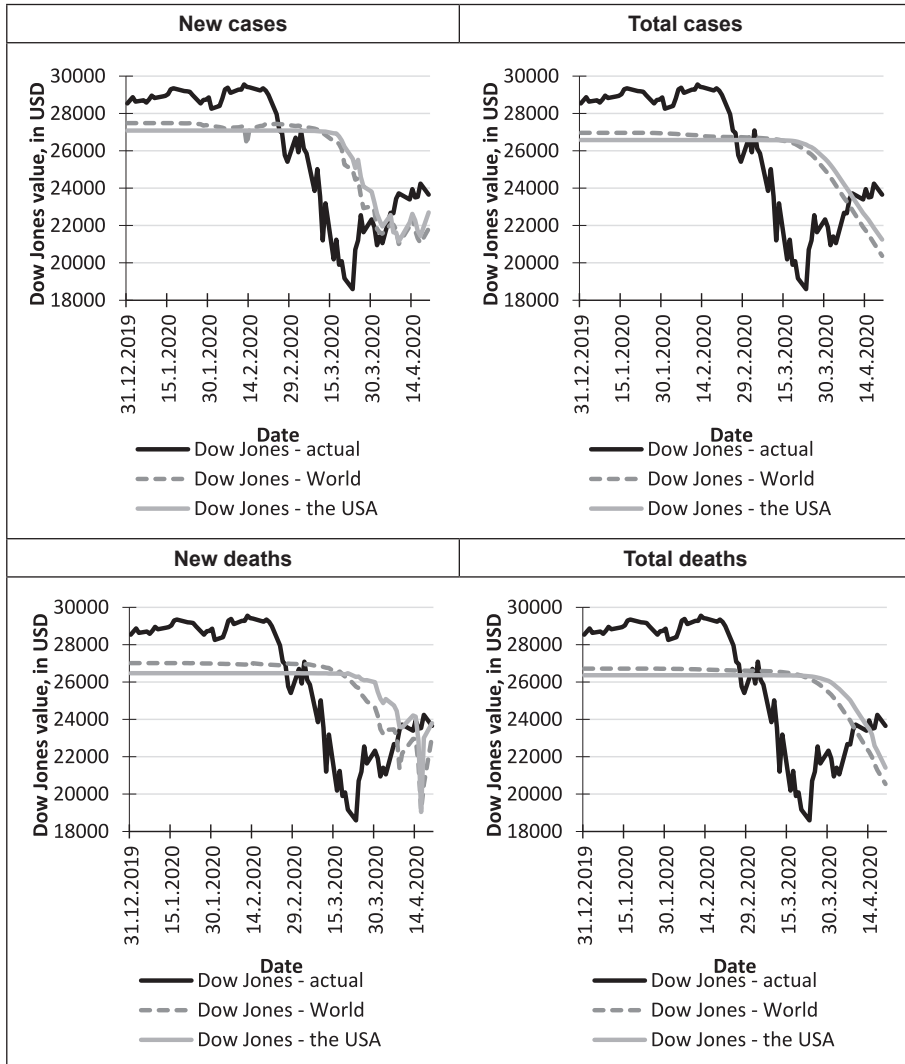 New cases
Total cases
Dow Jones value, in USD
30000
28000
26000
24000
22000
20000
18000
31.12.2019
15.1.2020
30.1.2020
14.2.2020
29.2.2020
15.3.2020
30.3.2020
14.4.2020
Date
Dow Jones - actual
Dow Jones - World
Dow Jones - the USA
Dow Jones value, in USD
30000
28000
26000
24000
22000
20000
18000
31.12.2019
15.1.2020
30.1.2020
14.2.2020
29.2.2020
15.3.2020
30.3.2020
14.4.2020
Date
Dow Jones - actual
Dow Jones - World
Dow Jones - the USA
New deaths
Total deaths
Dow Jones value, in USD
30000
28000
26000
24000
22000
20000
18000
31.12.2019
15.1.2020
30.1.2020
14.2.2020
29.2.2020
15.3.2020
30.3.2020
14.4.2020
Date
Dow Jones - actual
Dow Jones - World
Dow Jones - the USA
Dow Jones value, in USD
30000
28000
26000
24000
22000
20000
18000
31.12.2019
15.1.2020
30.1.2020
14.2.2020
29.2.2020
15.3.2020
30.3.2020
14.4.2020
Date
Dow Jones - actual
Dow Jones - World
Dow Jones - the USA